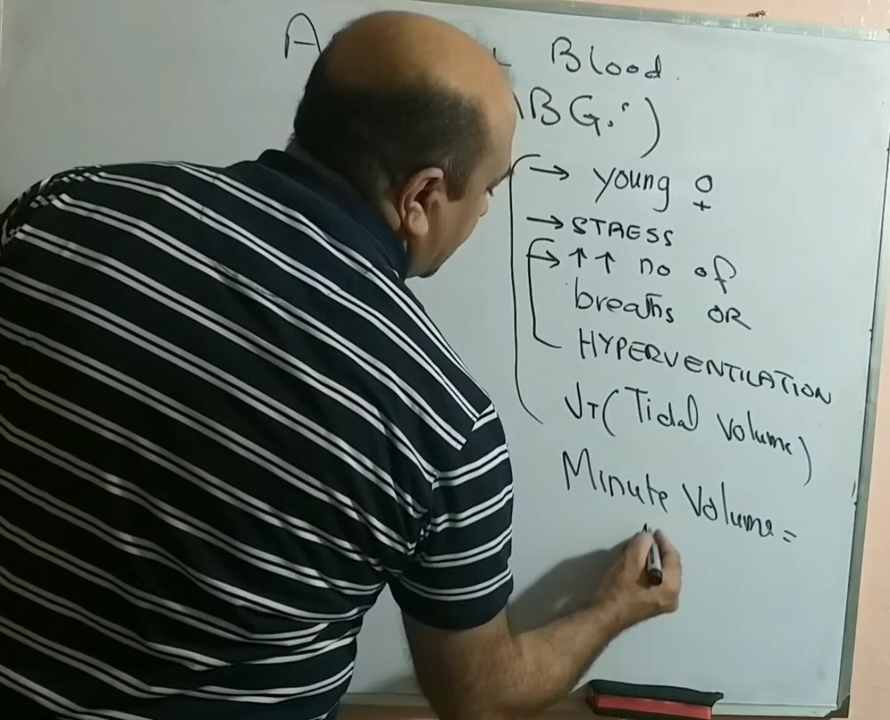 A Blood.
BG.)
→ young ♀
→ STRESS
→ ↑↑ no of
breaths OR
HYPERVENTILATION
VT (Tidal volume)
Minute Volume =